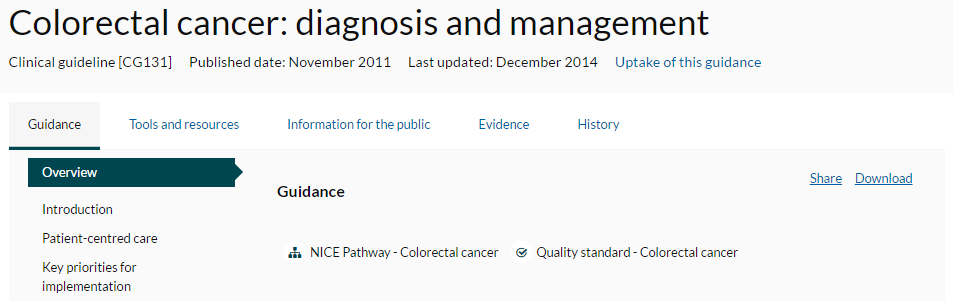 Colorectal cancer: diagnosis and management
Clinical guideline [CG131] Published date: November 2011 Last updated: December 2014 Uptake of this guidance
Guidance Tools and resources Information for the public Evidence History
Overview
Share Download
Guidance
Introduction
Patient-centred care
NICE Pathway - Colorectal cancer Quality standard - Colorectal cancer
Key priorities for
implementation